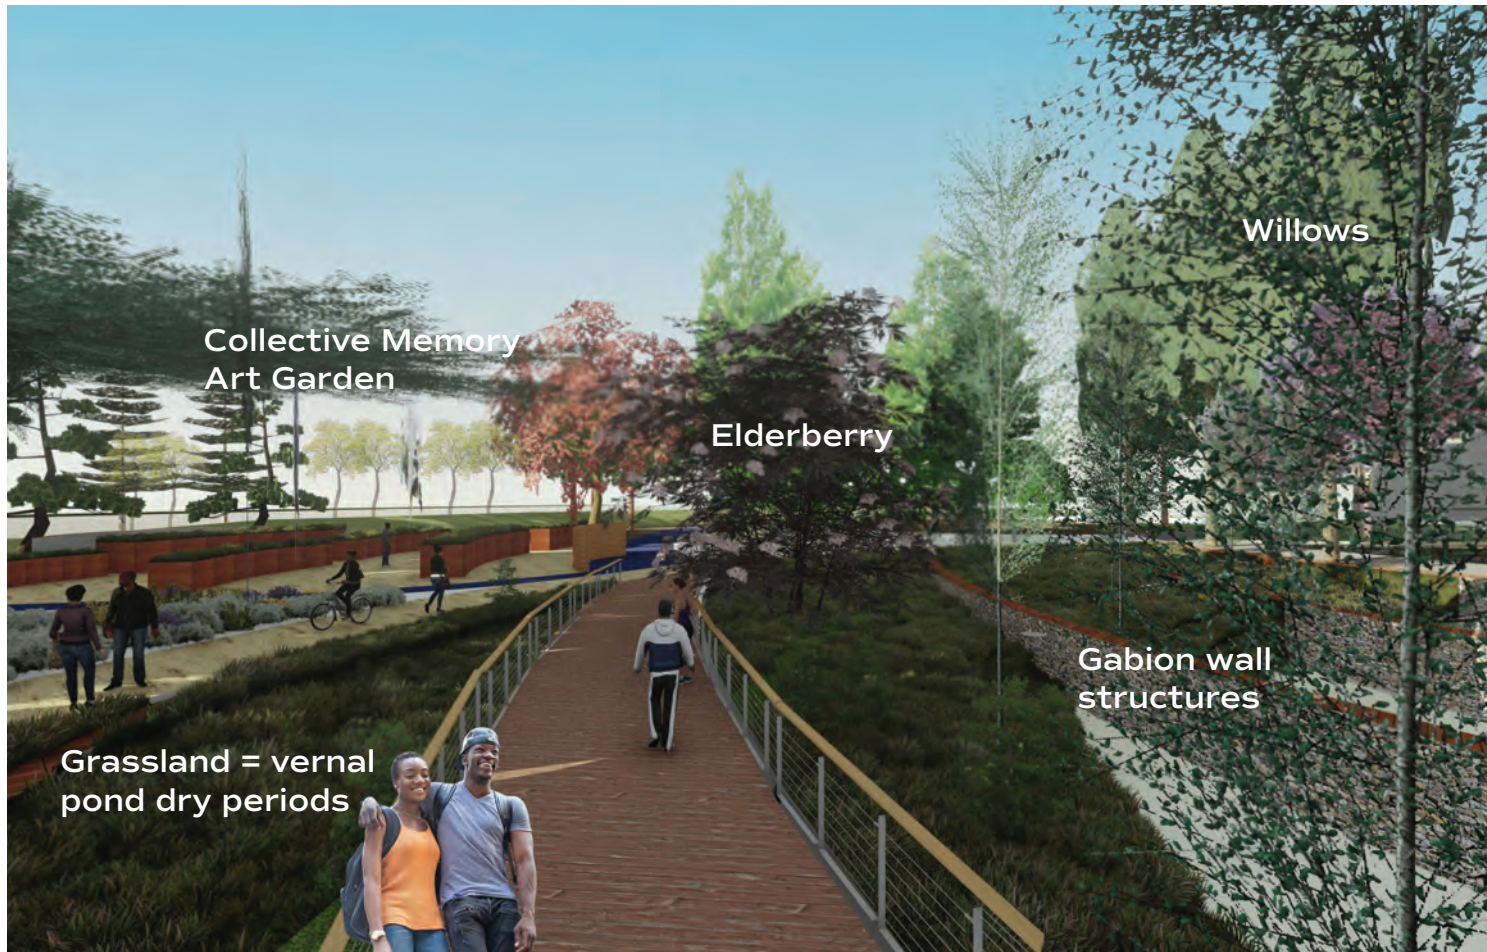 Willows
Collective Memory
Art Garden
Elderberry
Gabion wall
structures
Grassland = vernal
pond dry periods